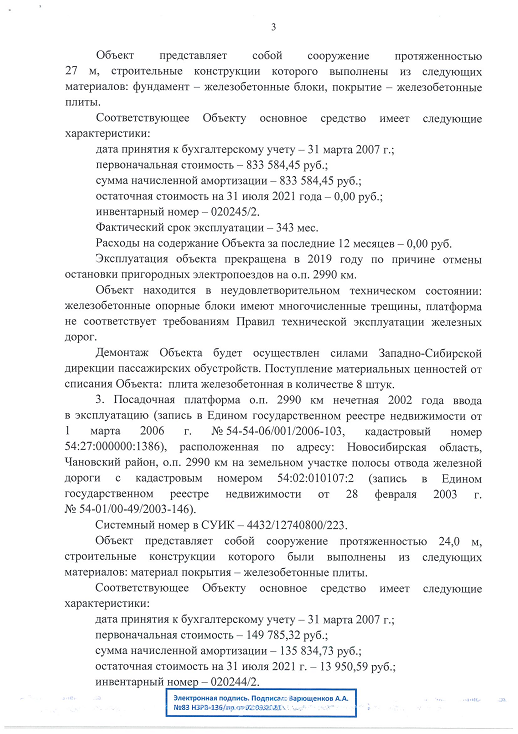 3
Объект представляет собой сооружение протяженностью
27 м, строительные конструкции которого выполнены из следующих
материалов: фундамент – железобетонные блоки, покрытие – железобетонные
плиты.
Соответствующее Объекту основное средство имеет следующие
характеристики:
дата принятия к бухгалтерскому учету – 31 марта 2007 г.;
первоначальная стоимость – 833 584,45 руб.;
сумма начисленной амортизации – 833 584,45 руб.;
остаточная стоимость на 31 июля 2021 года – 0,00 руб.;
инвентарный номер – 020245/2.
Фактический срок эксплуатации – 343 мес.
Расходы на содержание Объекта за последние 12 месяцев – 0,00 руб.
Эксплуатация объекта прекращена в 2019 году по причине отмены
остановки пригородных электропоездов на о.п. 2990 км.
Объект находится в неудовлетворительном техническом состоянии:
железобетонные опорные блоки имеют многочисленные трещины, платформа
не соответствует требованиям Правил технической эксплуатации железных
дорог.
Демонтаж Объекта будет осуществлен силами Западно-Сибирской
дирекции пассажирских обустройств. Поступление материальных ценностей от
списания Объекта: плита железобетонная в количестве 8 штук.
3. Посадочная платформа о.п. 2990 км нечетная 2002 года ввода
в эксплуатацию (запись в Едином государственном реестре недвижимости от
1 марта 2006 г. № 54-54-06/001/2006-103, кадастровый номер
54:27:000000:1386), расположенная по адресу: Новосибирская область,
Чановский район, о.п. 2990 км на земельном участке полосы отвода железной
дороги с кадастровым номером 54:02:010107:2 (запись в Едином
государственном реестре недвижимости от 28 февраля 2003 г.
№ 54-01/00-49/2003-146).
Системный номер в СУИК – 4432/12740800/223.
Объект представляет собой сооружение протяженностью 24,0 м,
строительные конструкции которого были выполнены из следующих
материалов: материал покрытия – железобетонные плиты.
Соответствующее Объекту основное средство имеет следующие
характеристики:
дата принятия к бухгалтерскому учету – 31 марта 2007 г.;
первоначальная стоимость – 149 785,32 руб.;
сумма начисленной амортизации – 135 834,73 руб.;
остаточная стоимость на 31 июля 2021 г. – 13 950,59 руб.;
инвентарный номер – 020244/2.
Электронная подпись. Подписал: Варющенков А.А.